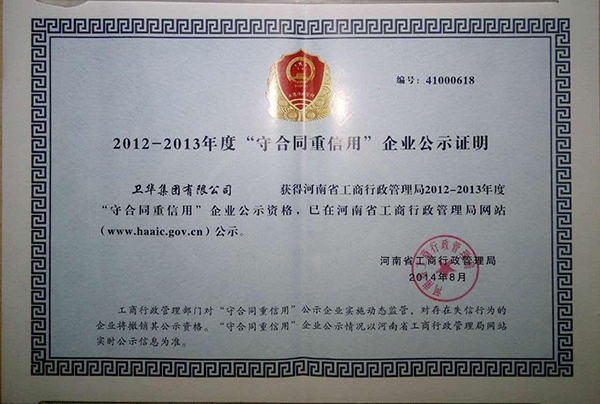 编号：41000618
2012-2013年度“守合同重信用”企业公示证明
卫华集团有限公司 获得河南省工商行政管理局2012-2013年度
“守合同重信用”企业公示资格，已在河南省工商行政管理局网站
（www.haaic.gov.cn）公示。
河南省工商行政管理局
2014年8月
工商行政管理部门对“守合同重信用”公示企业实施动态监管，对存在失信行为的
企业将撤销其公示资格。“守合同重信用”企业公示情况以河南省工商行政管理局网站
实时公示信息为准。